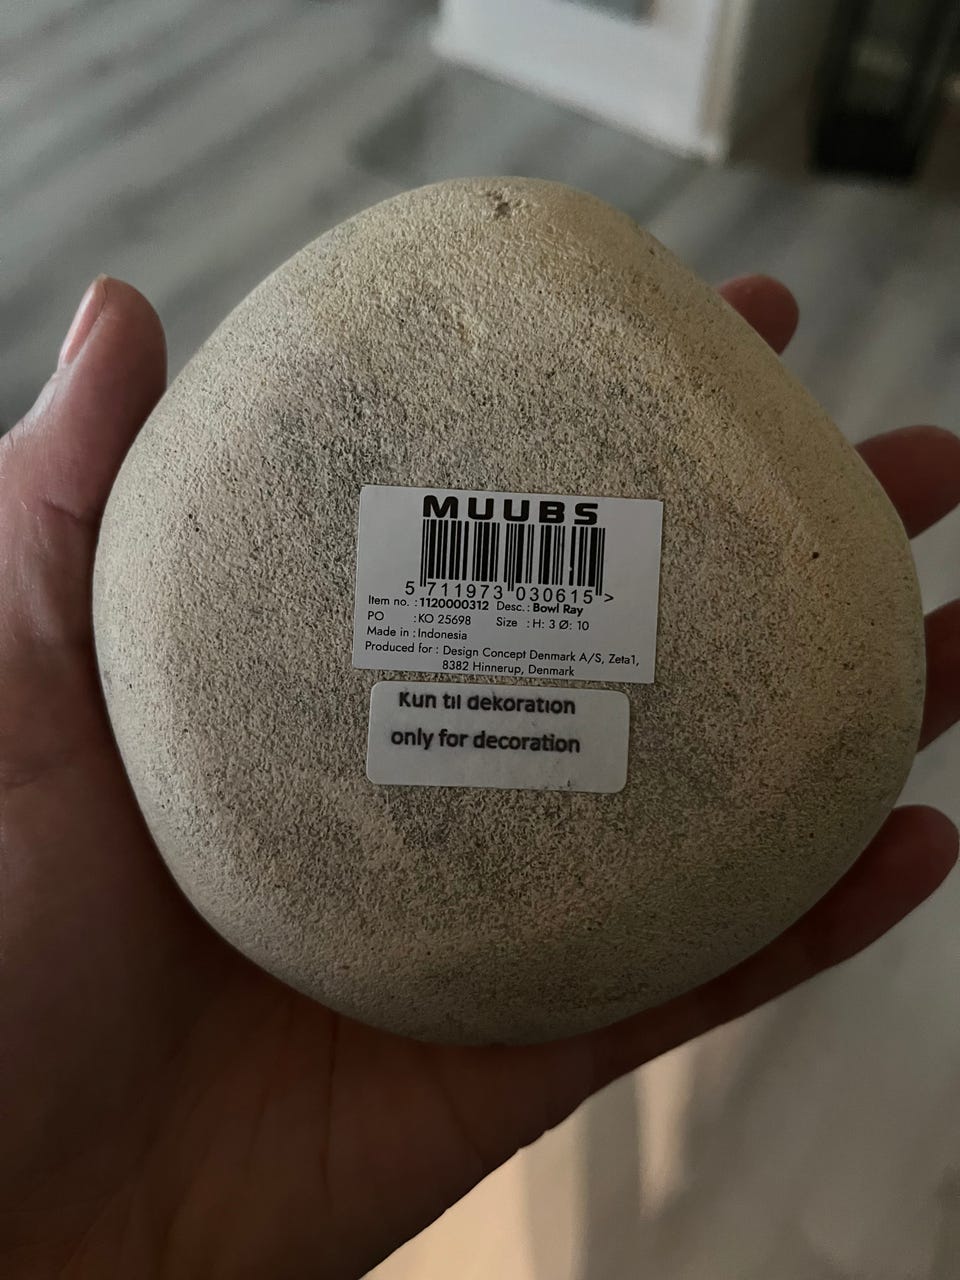 MUUBS
5 711973 030615 >
Item no. : 1120000312 Desc. : Bowl Ray
PO : KO 25698 Size : H: 3 Ø: 10
Made in : Indonesia
Produced for : Design Concept Denmark A/S, Zeta1,
8382 Hinnerup, Denmark
Kun til dekoration
only for decoration